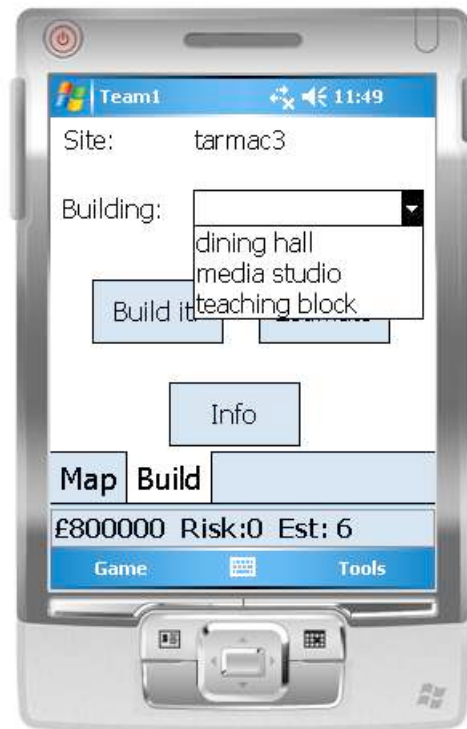 Team1 11:49
Site: tarmac3
Building:
dining hall
media studio
teaching block
Build it!
Info
Map Build
£800000 Risk:0 Est: 6
Game Tools